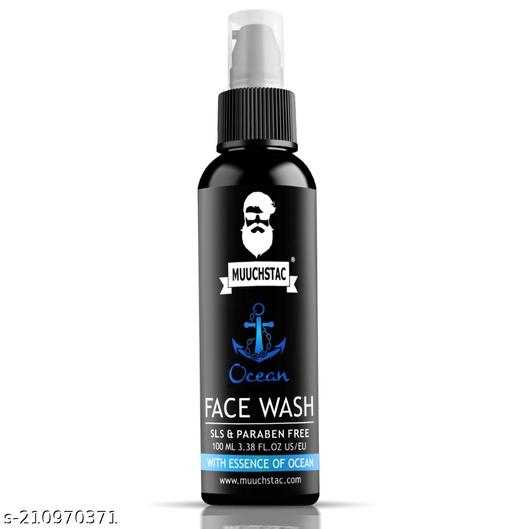 MUUCHSTAC®
Ocean
FACE WASH
SLS & PARABEN FREE
100 ML 3.38 FL.OZ US/EU
WITH ESSENCE OF OCEAN
www.muuchstac.com
s-210970371